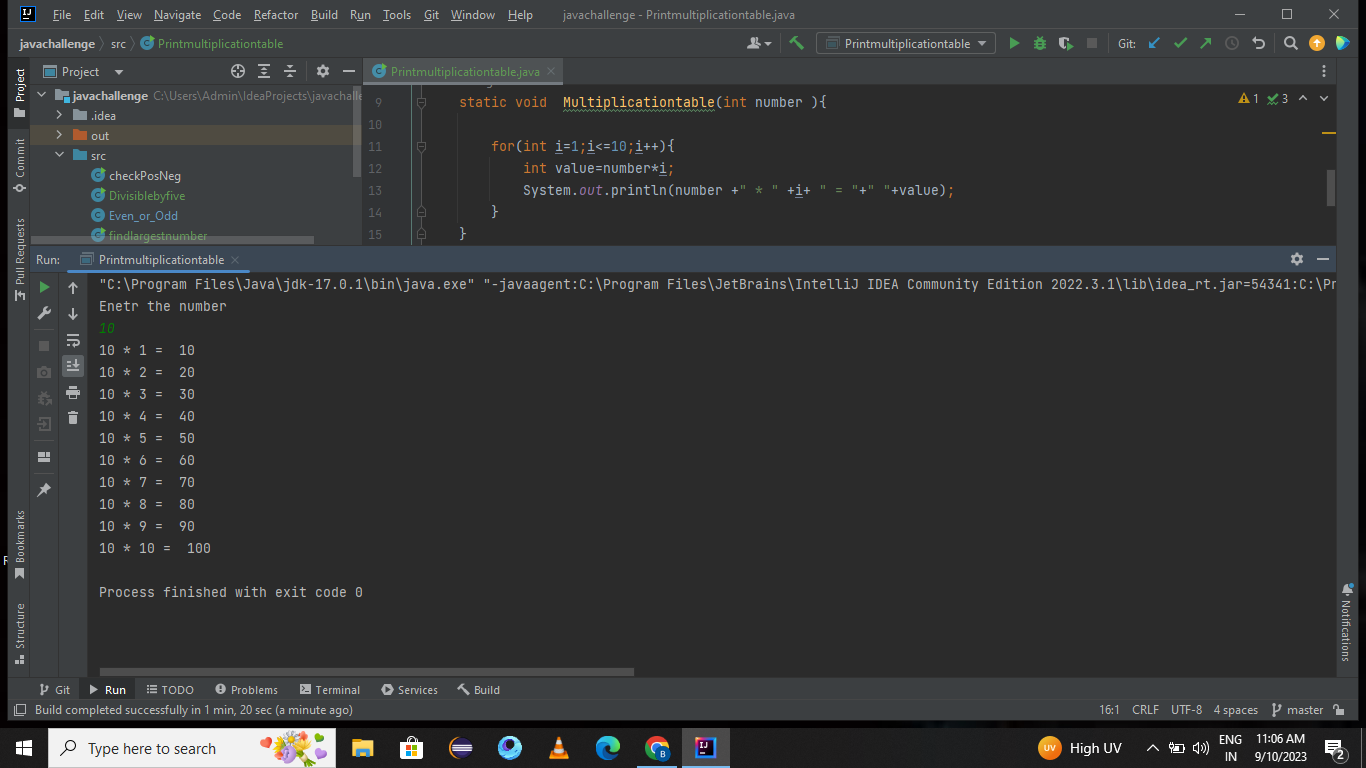 File Edit View Navigate Code Refactor Build Run Tools Git Window Help javachallenge - Printmultiplicationtable.java
javachallenge src Printmultiplicationtable Printmultiplicationtable Git:
Project Printmultiplicationtable.java
javachallenge C:\Users\Admin\IdeaProjects\javachalle
.idea
out
src
checkPosNeg
Divisiblebyfive
Even_or_Odd
findlargestnumber
9 static void Multiplicationtable(int number ){
10
11 for(int i=1;i<=10;i++){
12 int value=number*i;
13 System.out.println(number +" * " +i+ " = "+" "+value);
14 }
15 }
1 3
Project
Commit
Pull Requests
Bookmarks
Structure
Notifications
Run: Printmultiplicationtable
"C:\Program Files\Java\jdk-17.0.1\bin\java.exe" "-javaagent:C:\Program Files\JetBrains\IntelliJ IDEA Community Edition 2022.3.1\lib\idea_rt.jar=54341:C:\Pr
Enetr the number
10
10 * 1 =  10
10 * 2 =  20
10 * 3 =  30
10 * 4 =  40
10 * 5 =  50
10 * 6 =  60
10 * 7 =  70
10 * 8 =  80
10 * 9 =  90
10 * 10 =  100
Process finished with exit code 0
Git Run TODO Problems Terminal Services Build
Build completed successfully in 1 min, 20 sec (a minute ago) 16:1 CRLF UTF-8 4 spaces master
Type here to search UV High UV ENG 11:06 AM
IN 9/10/2023 2